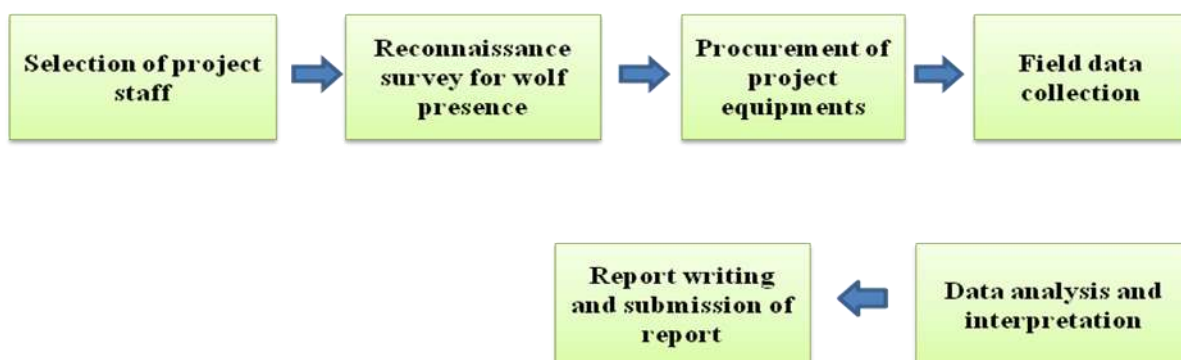 Selection of project
staff
Reconnaissance
survey for wolf
presence
Procurement of
project
equipments
Field data
collection
Data analysis and
interpretation
Report writing
and submission of
report